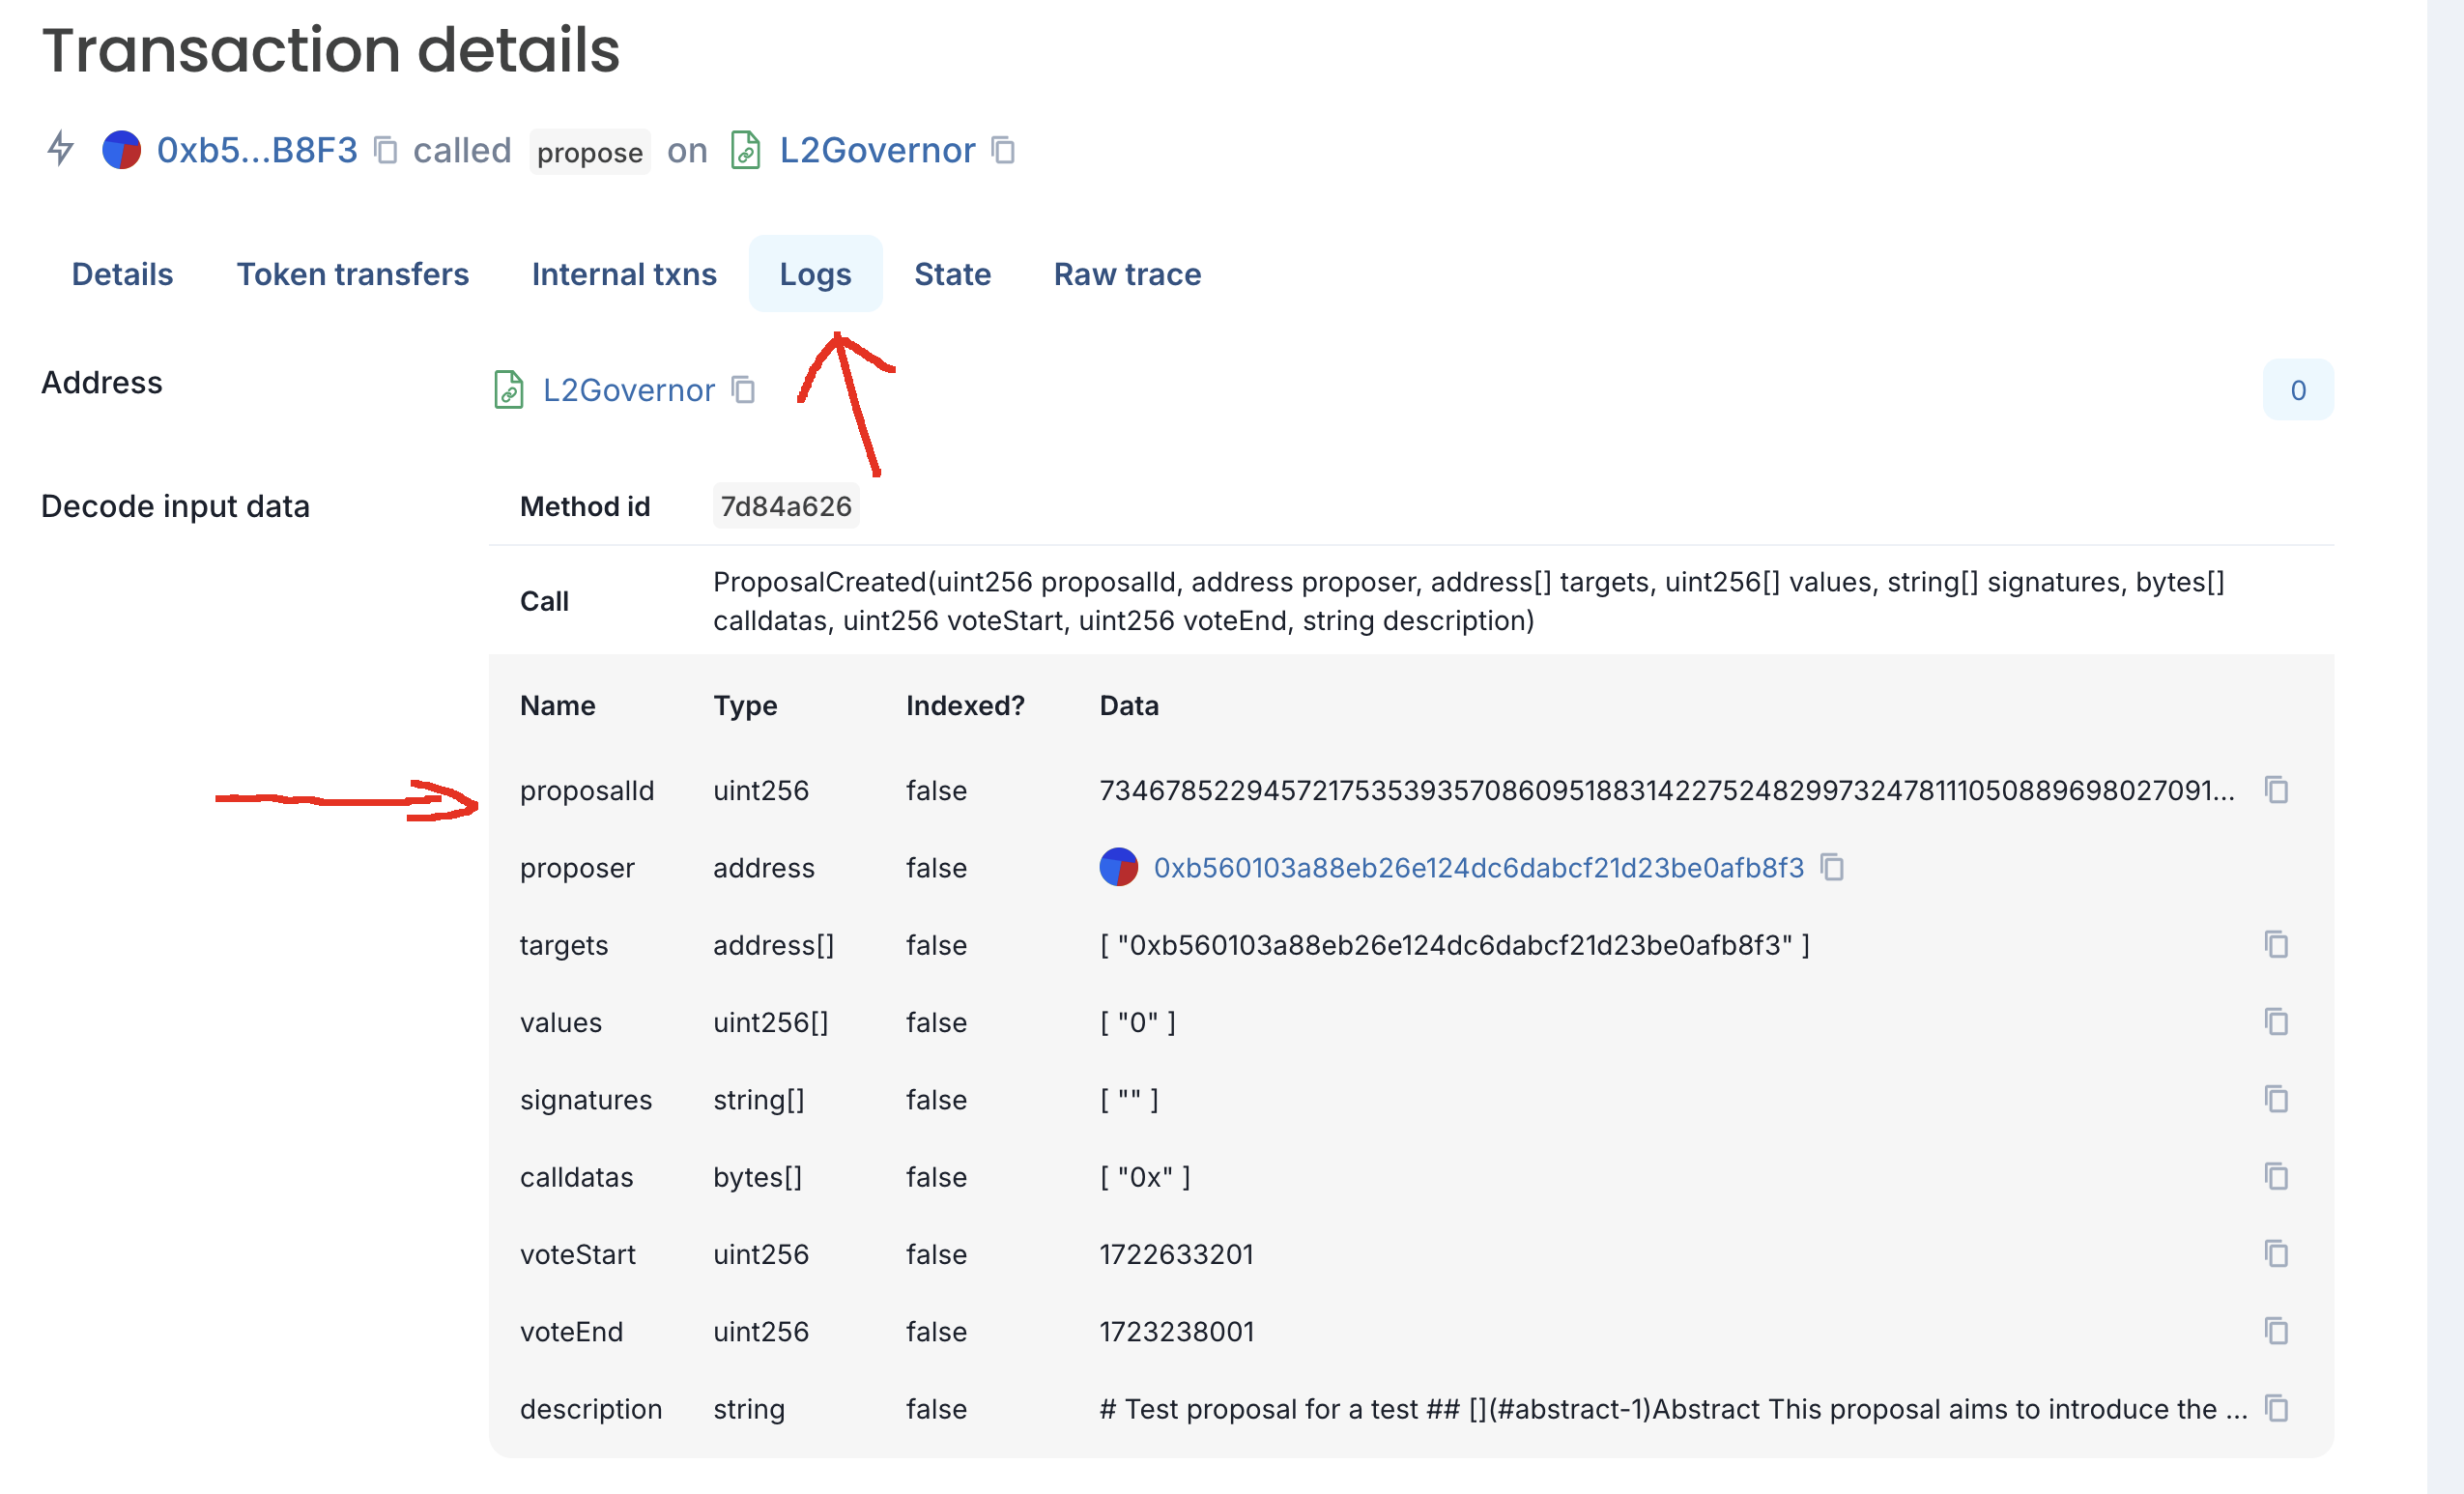 Transaction details
0xb5...B8F3 called propose on L2Governor
Details Token transfers Internal txns Logs State Raw trace
Address L2Governor 0
Decode input data Method id 7d84a626
Call ProposalCreated(uint256 proposalId, address proposer, address[] targets, uint256[] values, string[] signatures, bytes[]
calldatas, uint256 voteStart, uint256 voteEnd, string description)
Name Type Indexed? Data
proposalId uint256 false 73467852294572175353935708609518831422752482997324781110508896980270 91...
proposer address false 0xb560103a88eb26e124dc6dabcf21d23be0afb8f3
targets address[] false [ "0xb560103a88eb26e124dc6dabcf21d23be0afb8f3" ]
values uint256[] false [ "0" ]
signatures string[] false [ "" ]
calldatas bytes[] false [ "0x" ]
voteStart uint256 false 1722633201
voteEnd uint256 false 1723238001
description string false # Test proposal for a test ## [](#abstract-1)Abstract This proposal aims to introduce the ...